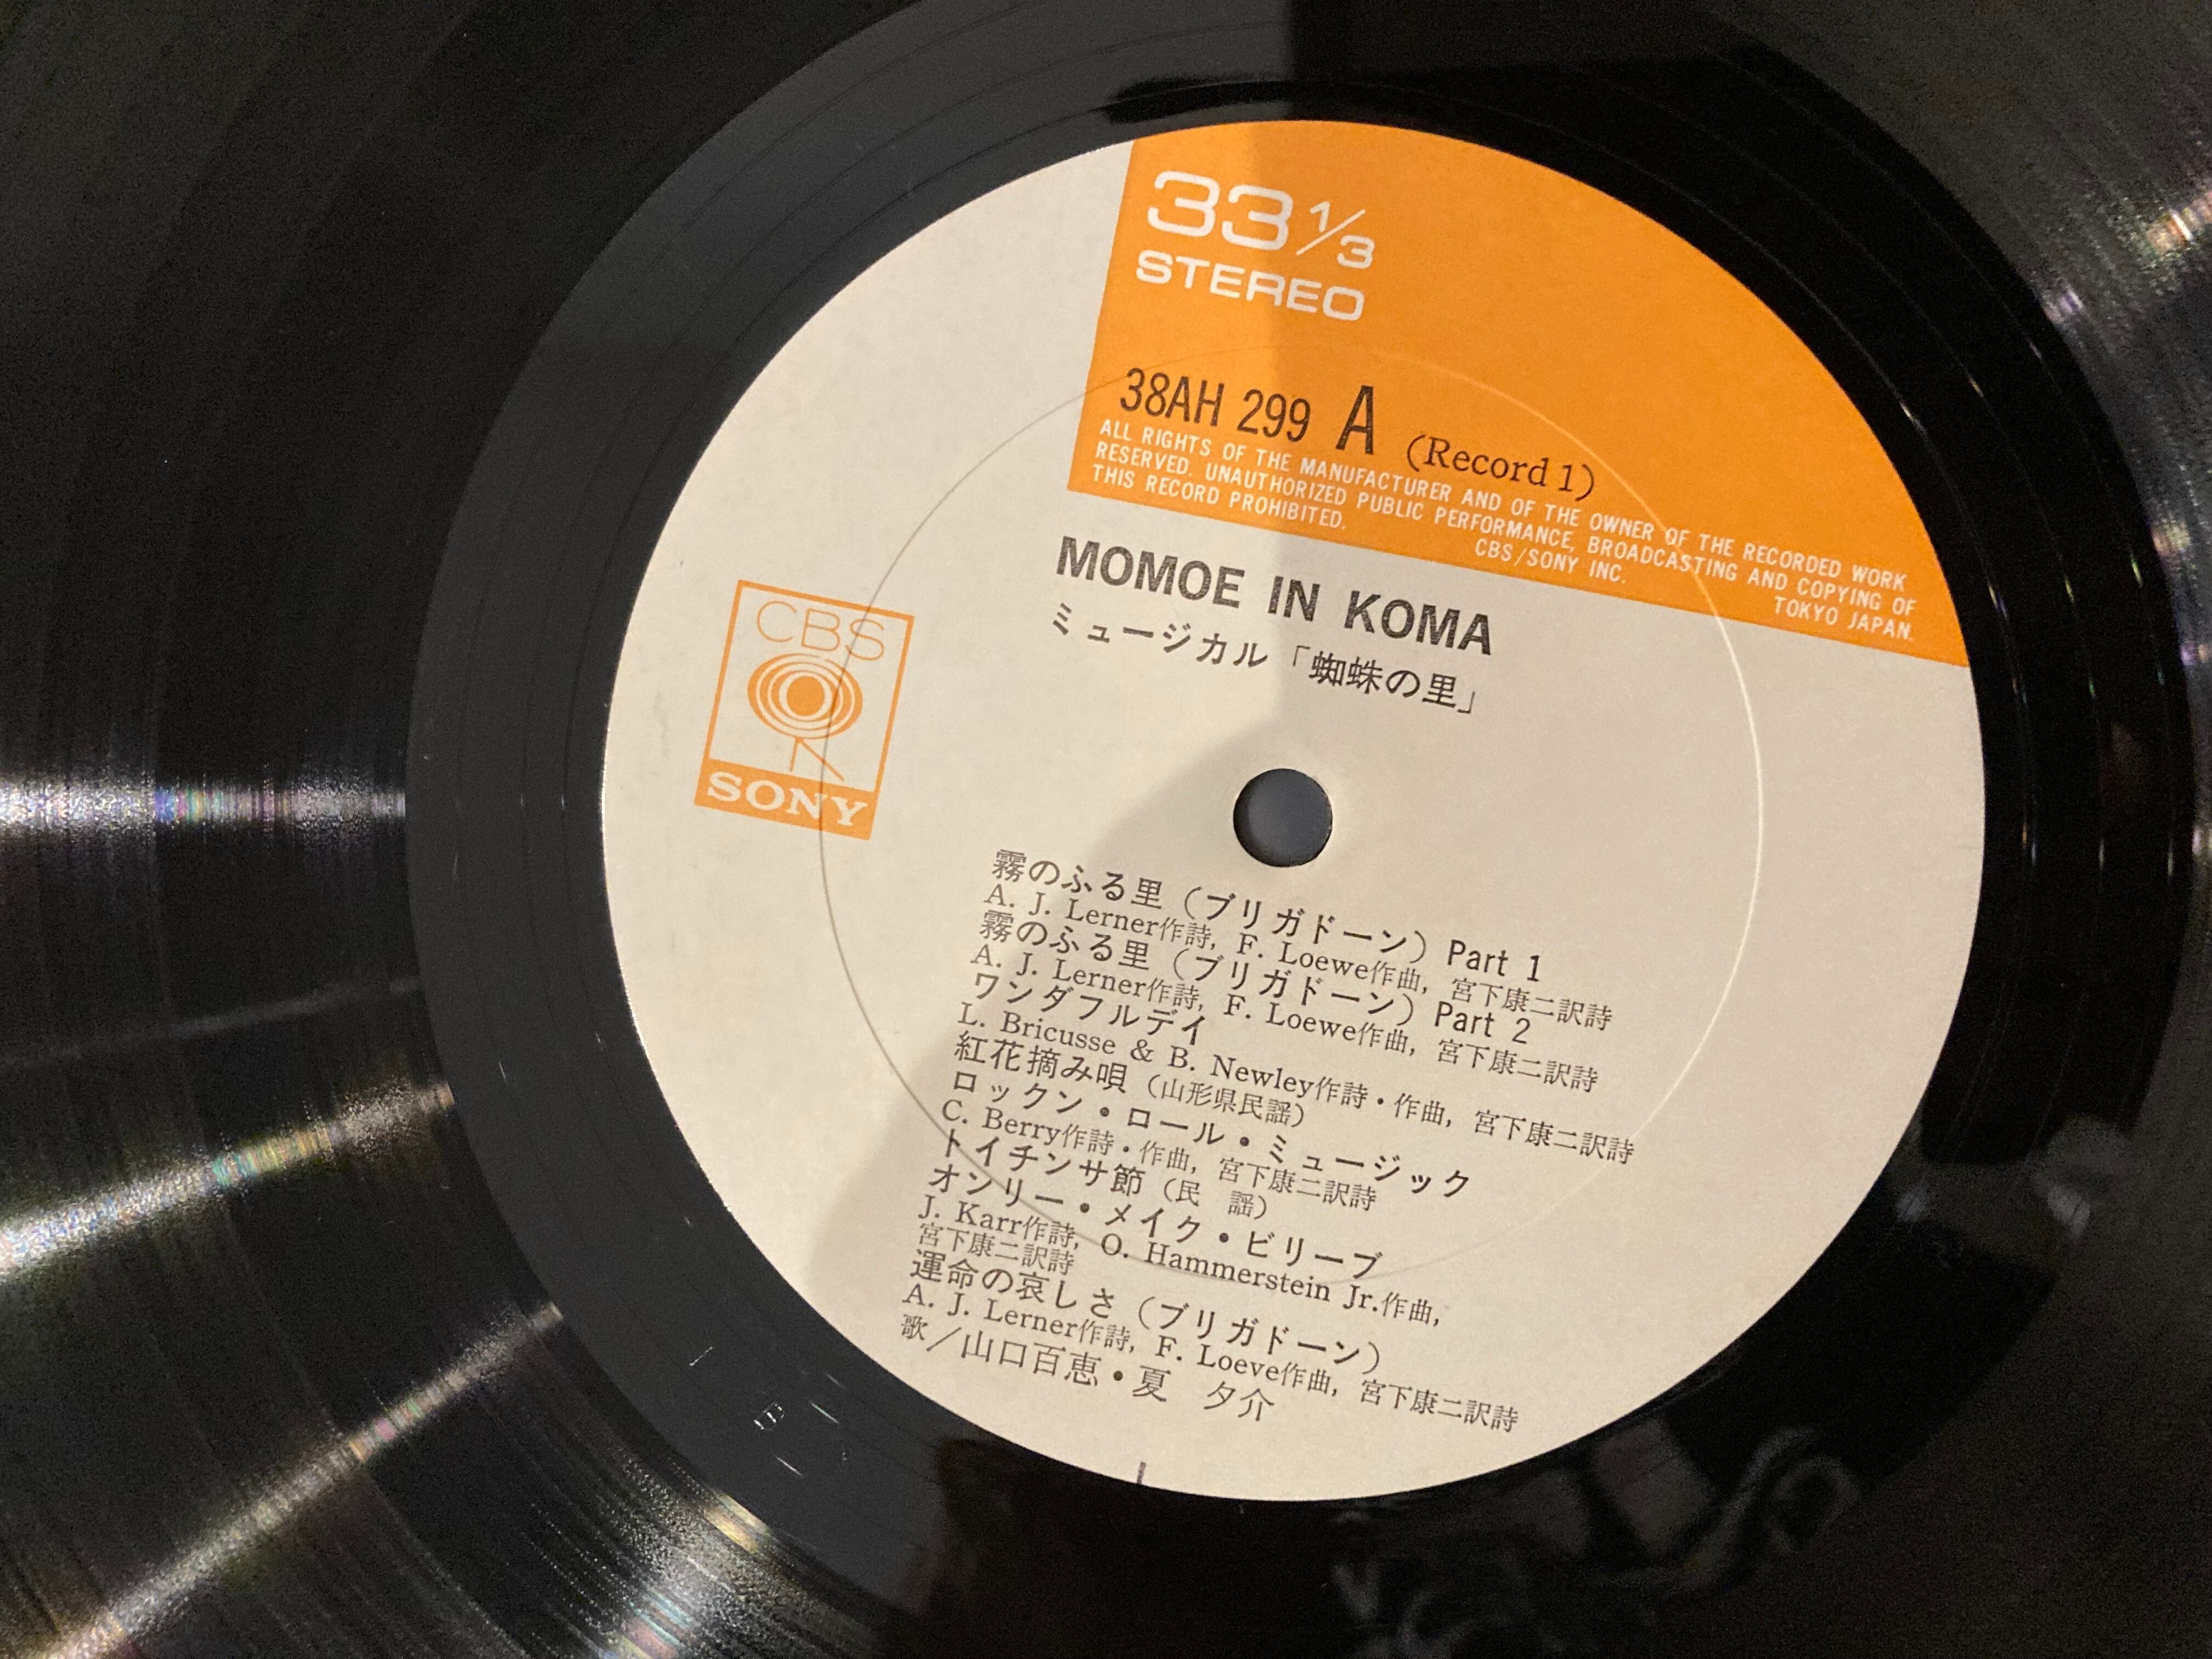 33 1/3
STEREO
38AH 299 A (Record 1)
ALL RIGHTS OF THE MANUFACTURER AND OF THE OWNER OF THE RECORDED WORK
RESERVED. UNAUTHORIZED PUBLIC PERFORMANCE, BROADCASTING AND COPYING OF
THIS RECORD PROHIBITED.
CBS/SONY INC.
TOKYO JAPAN.
MOMOE IN KOMA
ミュージカル「蜘蛛の里」
CBS
SONY
霧のふる里（ブリガドーン）Part 1
A. J. Lerner作詩, F. Loewe作曲, 宮下康二訳詩
霧のふる里（ブリガドーン）Part 2
A. J. Lerner作詩, F. Loewe作曲, 宮下康二訳詩
ワンダフルデイ
L. Bricusse & B. Newley作詩・作曲, 宮下康二訳詩
紅花摘み唄（山形県民謡）
ロックン・ロール・ミュージック
C. Berry作詩・作曲, 宮下康二訳詩
トイチンサ節（民　謡）
オンリー・メイク・ビリーブ
J. Karr作詩, O. Hammerstein Jr.作曲,
宮下康二訳詩
運命の哀しさ（ブリガドーン）
A. J. Lerner作詩, F. Loeve作曲, 宮下康二訳詩
歌／山口百恵・夏　夕介